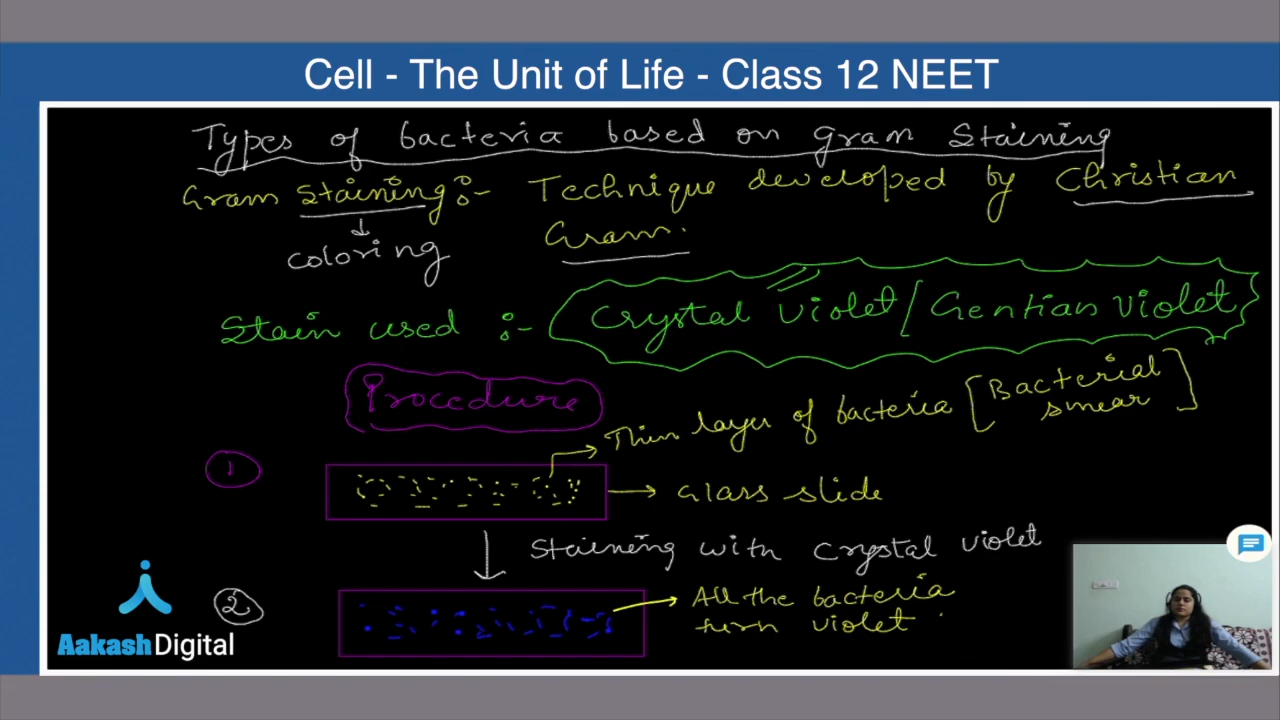 Cell - The Unit of Life - Class 12 NEET
Types of bacteria based on gram Staining
Gram Staining :- Technique developed by Christian
Gram.
coloring
Stain used :- Crystal violet / Gentian violet
Procedure
Thin layer of bacteria [Bacterial
smear]
1
Glass slide
Staining with crystal violet
2
All the bacteria
turn violet
Aakash Digital